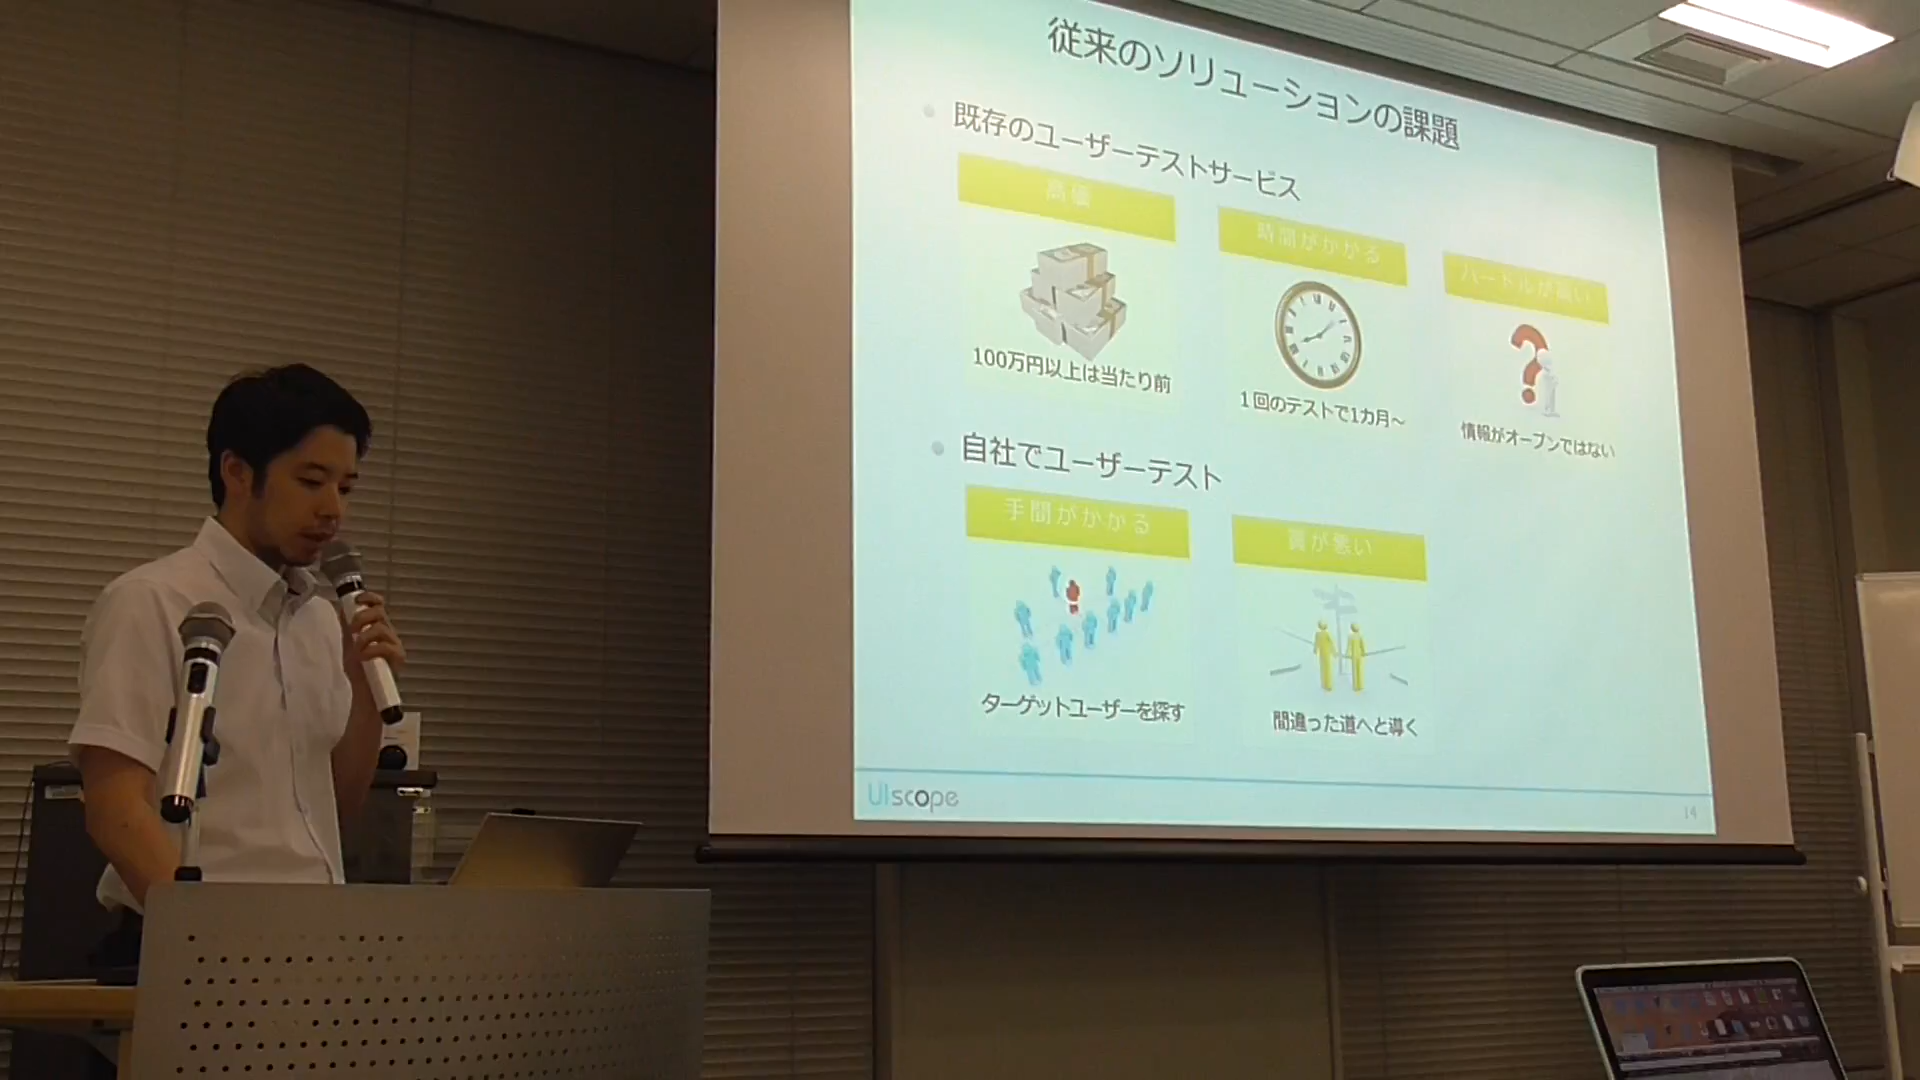 従来のソリューションの課題
既存のユーザーテストサービス
高価
時間がかかる
ハードルが高い
100万円以上は当たり前
1回のテストで1カ月～
情報がオープンではない
自社でユーザーテスト
手間がかかる
質が悪い
ターゲットユーザーを探す
間違った道へと導く
UIscope
14